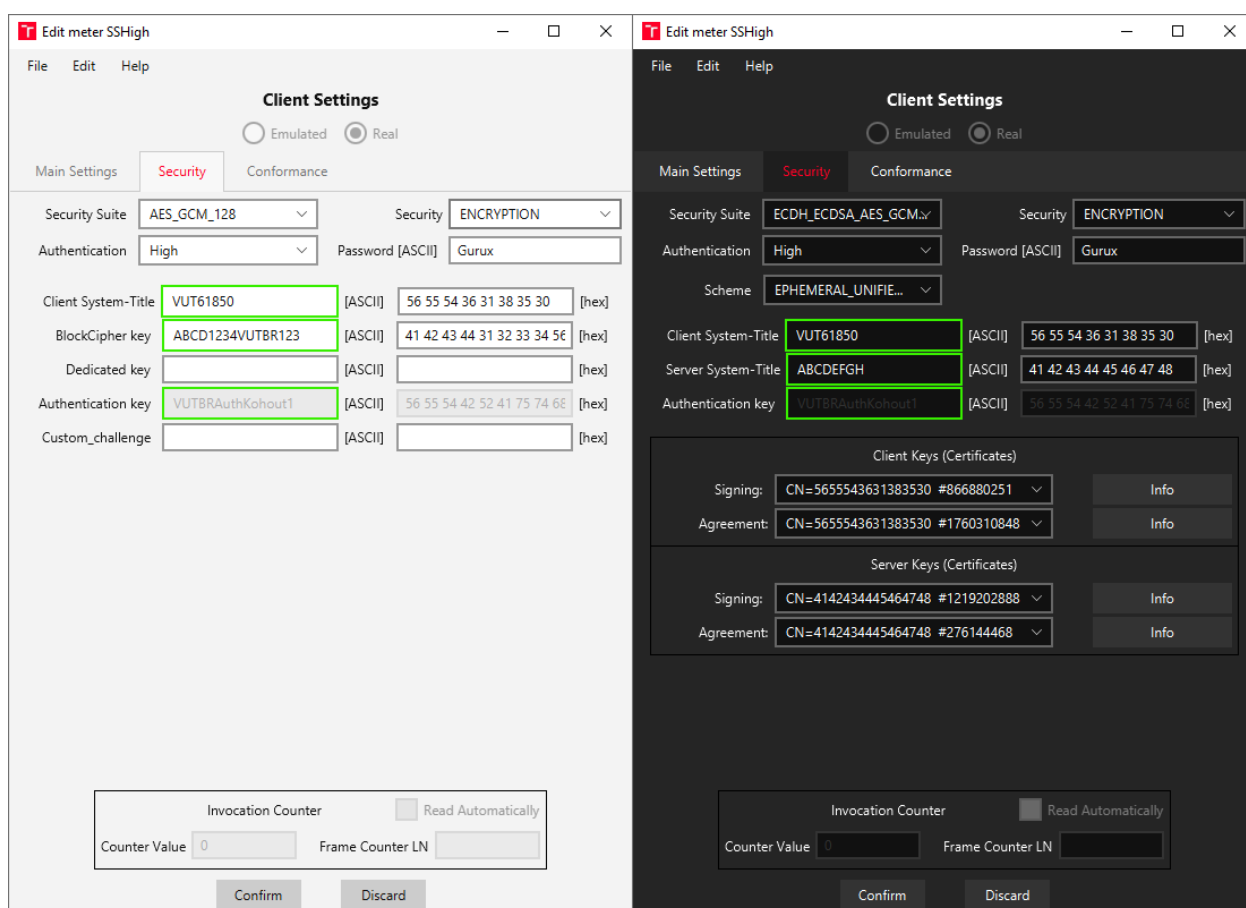 Edit meter SSHigh
File Edit Help
Client Settings
Emulated Real
Main Settings Security Conformance
Security Suite AES_GCM_128 Security ENCRYPTION
Authentication High Password [ASCII] Gurux
Client System-Title VUT61850 [ASCII] 56 55 54 36 31 38 35 30 [hex]
BlockCipher key ABCD1234VUTBR123 [ASCII] 41 42 43 44 31 32 33 34 56 [hex]
Dedicated key [ASCII] [hex]
Authentication key VUTBRAuthKohout1 [ASCII] 56 55 54 42 52 41 75 74 68 [hex]
Custom_challenge [ASCII] [hex]
Invocation Counter Read Automatically
Counter Value 0 Frame Counter LN
Confirm Discard
Edit meter SSHigh
File Edit Help
Client Settings
Emulated Real
Main Settings Security Conformance
Security Suite ECDH_ECDSA_AES_GCM... Security ENCRYPTION
Authentication High Password [ASCII] Gurux
Scheme EPHEMERAL_UNIFIE...
Client System-Title VUT61850 [ASCII] 56 55 54 36 31 38 35 30 [hex]
Server System-Title ABCDEFGH [ASCII] 41 42 43 44 45 46 47 48 [hex]
Authentication key VUTBRAuthKohout1 [ASCII] 56 55 54 42 52 41 75 74 68 [hex]
Client Keys (Certificates)
Signing: CN=5655543631383530 #866880251 Info
Agreement: CN=5655543631383530 #1760310848 Info
Server Keys (Certificates)
Signing: CN=4142434445464748 #1219202888 Info
Agreement: CN=4142434445464748 #276144468 Info
Invocation Counter Read Automatically
Counter Value 0 Frame Counter LN
Confirm Discard